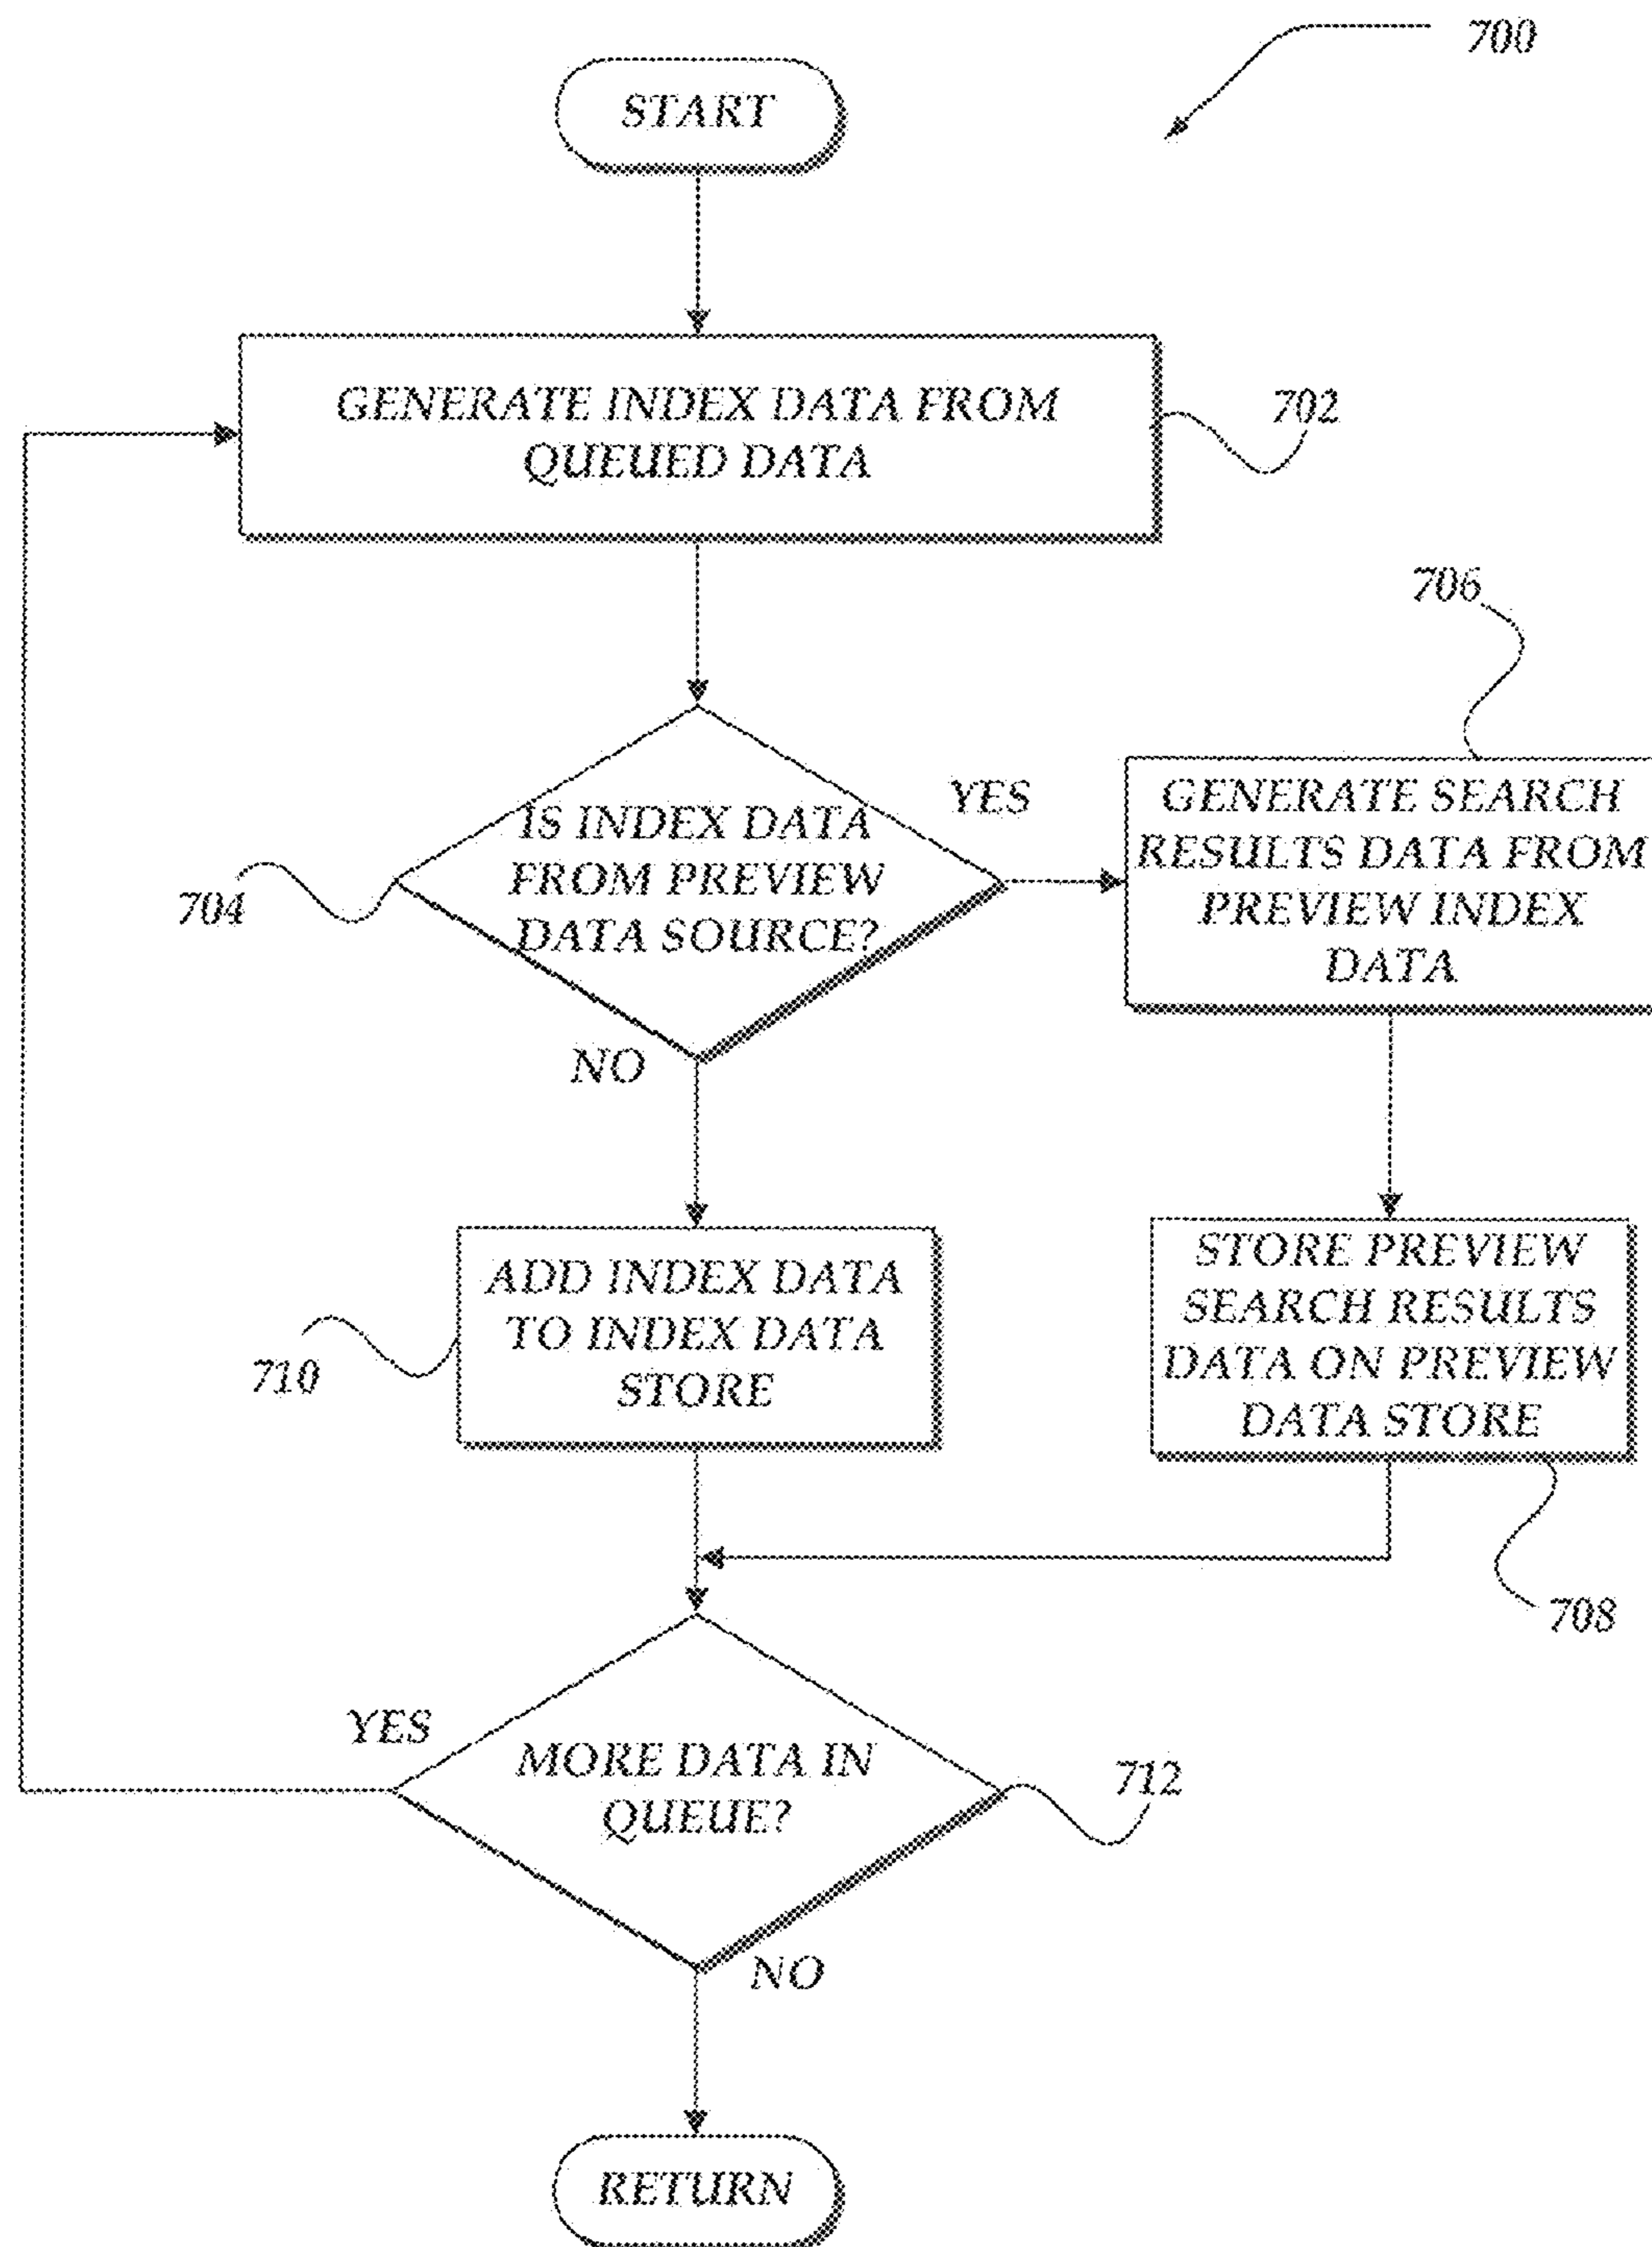 700
START
GENERATE INDEX DATA FROM
QUEUED DATA
702
706
IS INDEX DATA
FROM PREVIEW
DATA SOURCE?
704
YES
GENERATE SEARCH
RESULTS DATA FROM
PREVIEW INDEX
DATA
NO
ADD INDEX DATA
TO INDEX DATA
STORE
710
STORE PREVIEW
SEARCH RESULTS
DATA ON PREVIEW
DATA STORE
708
YES
MORE DATA IN
QUEUE?
712
NO
RETURN